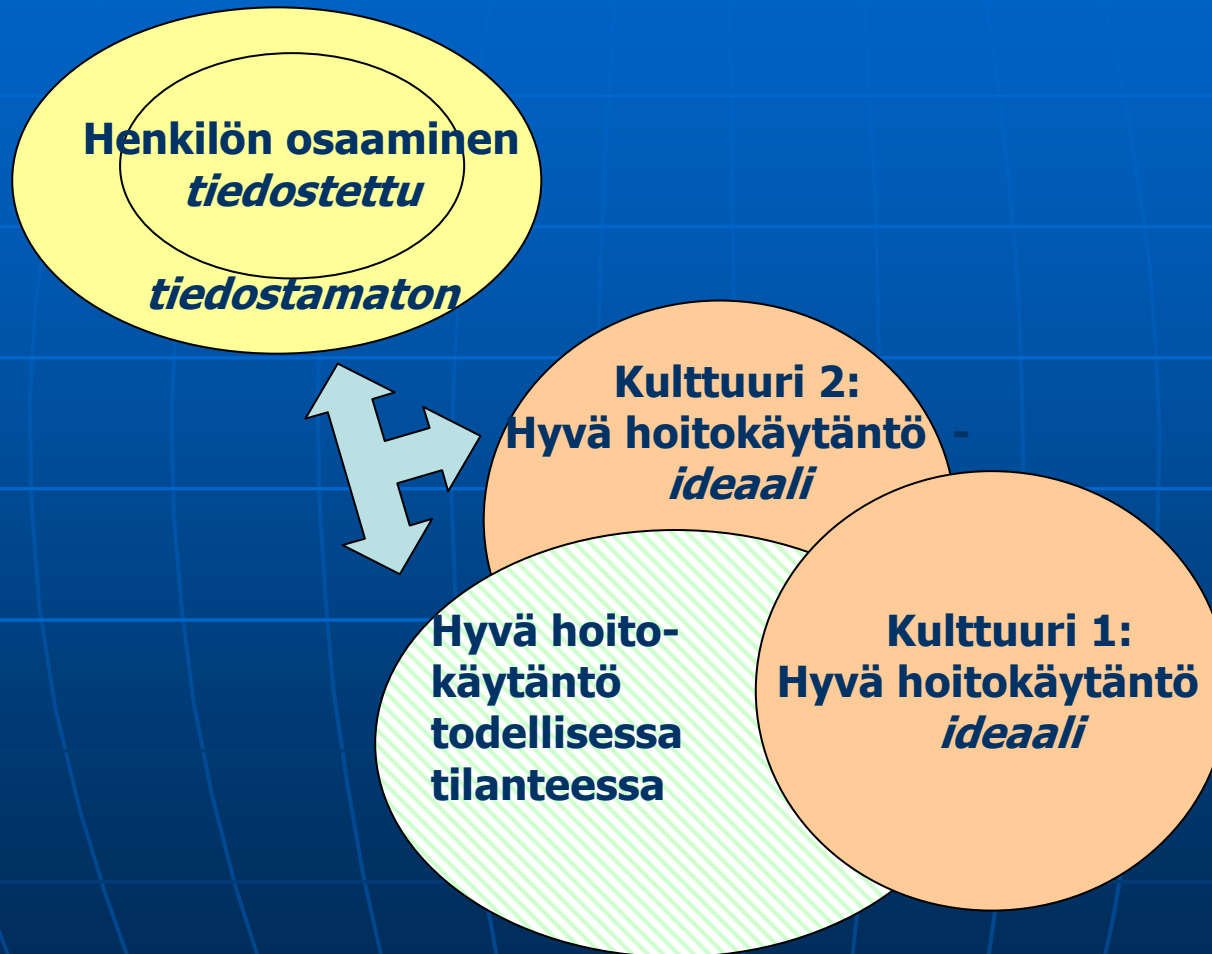 Henkilön osaaminen
tiedostettu
tiedostamaton
Kulttuuri 2:
Hyvä hoitokäytäntö -
ideaali
Hyvä hoito-
käytäntö
todellisessa
tilanteessa
Kulttuuri 1:
Hyvä hoitokäytäntö
ideaali